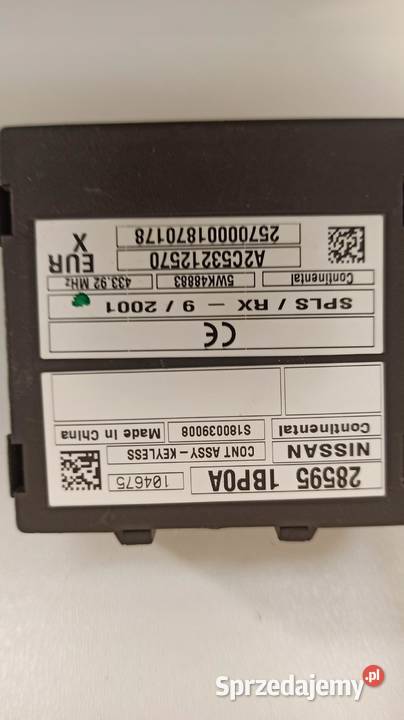 28595 1BP0A 104675
NISSAN CONT ASSY-KEYLESS
Continental S180039008 Made In China
CE
SPLS / RX - 9 / 2001
Continental 5WK48883 433.92 MHz
A2C53212570 EUR
25700001870178 X
Sprzedajemy.pl